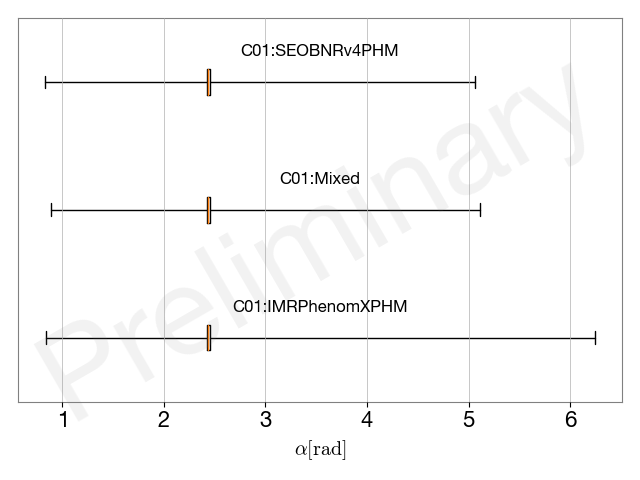 C01:SEOBNRv4PHM
C01:Mixed
C01:IMRPhenomXPHM
Preliminary
1 2 3 4 5 6
α[rad]